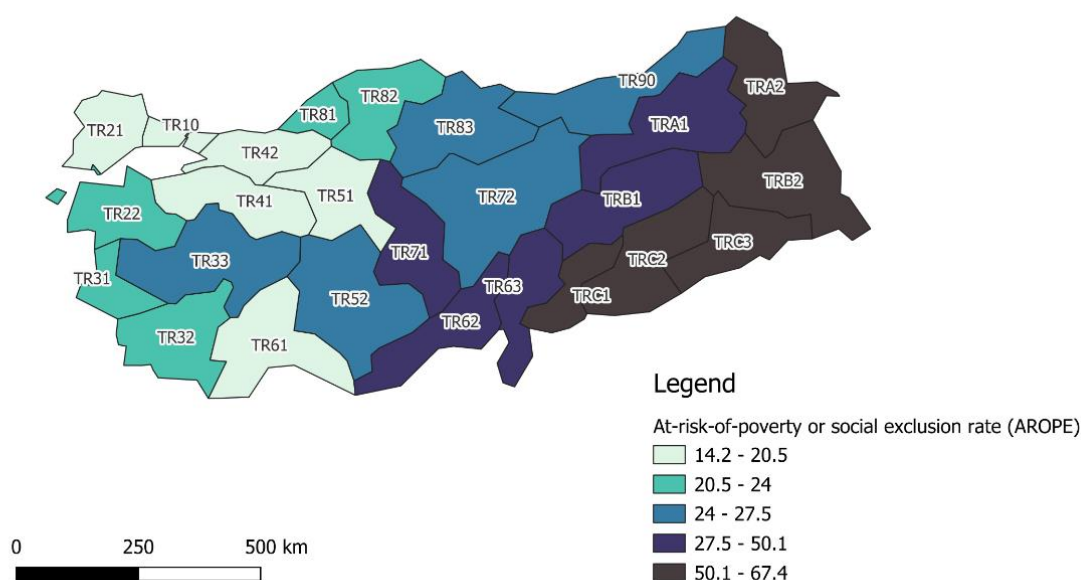 TR90
TRA2
TR82
TR81
TR10
TR21
TR83
TRA1
TR42
TRB2
TR41
TR51
TR72
TRB1
TR22
TRC3
TR71
TRC2
TR33
TR31
TR63
TRC1
TR52
TR62
TR32
TR61
Legend
At-risk-of-poverty or social exclusion rate (AROPE)
14.2 - 20.5
20.5 - 24
24 - 27.5
27.5 - 50.1
50.1 - 67.4
0 250 500 km